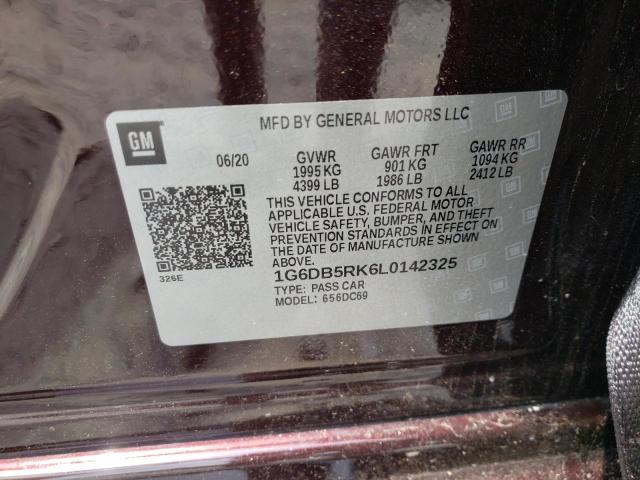 GM
MFD BY GENERAL MOTORS LLC
06/20 GVWR GAWR FRT GAWR RR
1995 KG 901 KG 1094 KG
4399 LB 1986 LB 2412 LB
THIS VEHICLE CONFORMS TO ALL
APPLICABLE U.S. FEDERAL MOTOR
VEHICLE SAFETY, BUMPER, AND THEFT
PREVENTION STANDARDS IN EFFECT ON
THE DATE OF MANUFACTURE SHOWN
ABOVE.
326E
1G6DB5RK6L0142325
TYPE: PASS CAR
MODEL: 656DC69